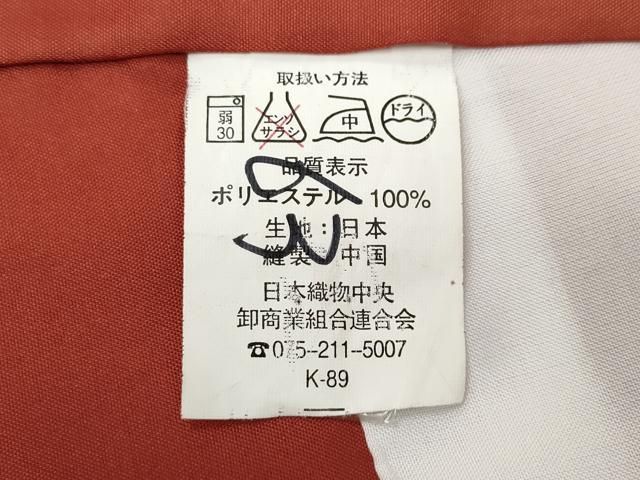 取扱い方法
弱 30 エンソ サラシ 中 ドライ
品質表示
ポリエステル 100%
生地:日本
縫製 中国
日本織物中央
卸商業組合連合会
☎075-211-5007
K-89